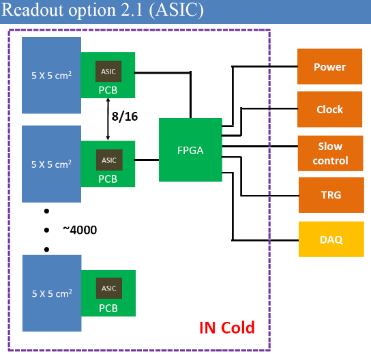 Readout option 2.1 (ASIC)
5 X 5 cm²
ASIC
PCB
8/16
5 X 5 cm²
ASIC
PCB
~4000
5 X 5 cm²
ASIC
PCB
FPGA
IN Cold
Power
Clock
Slow
control
TRG
DAQ